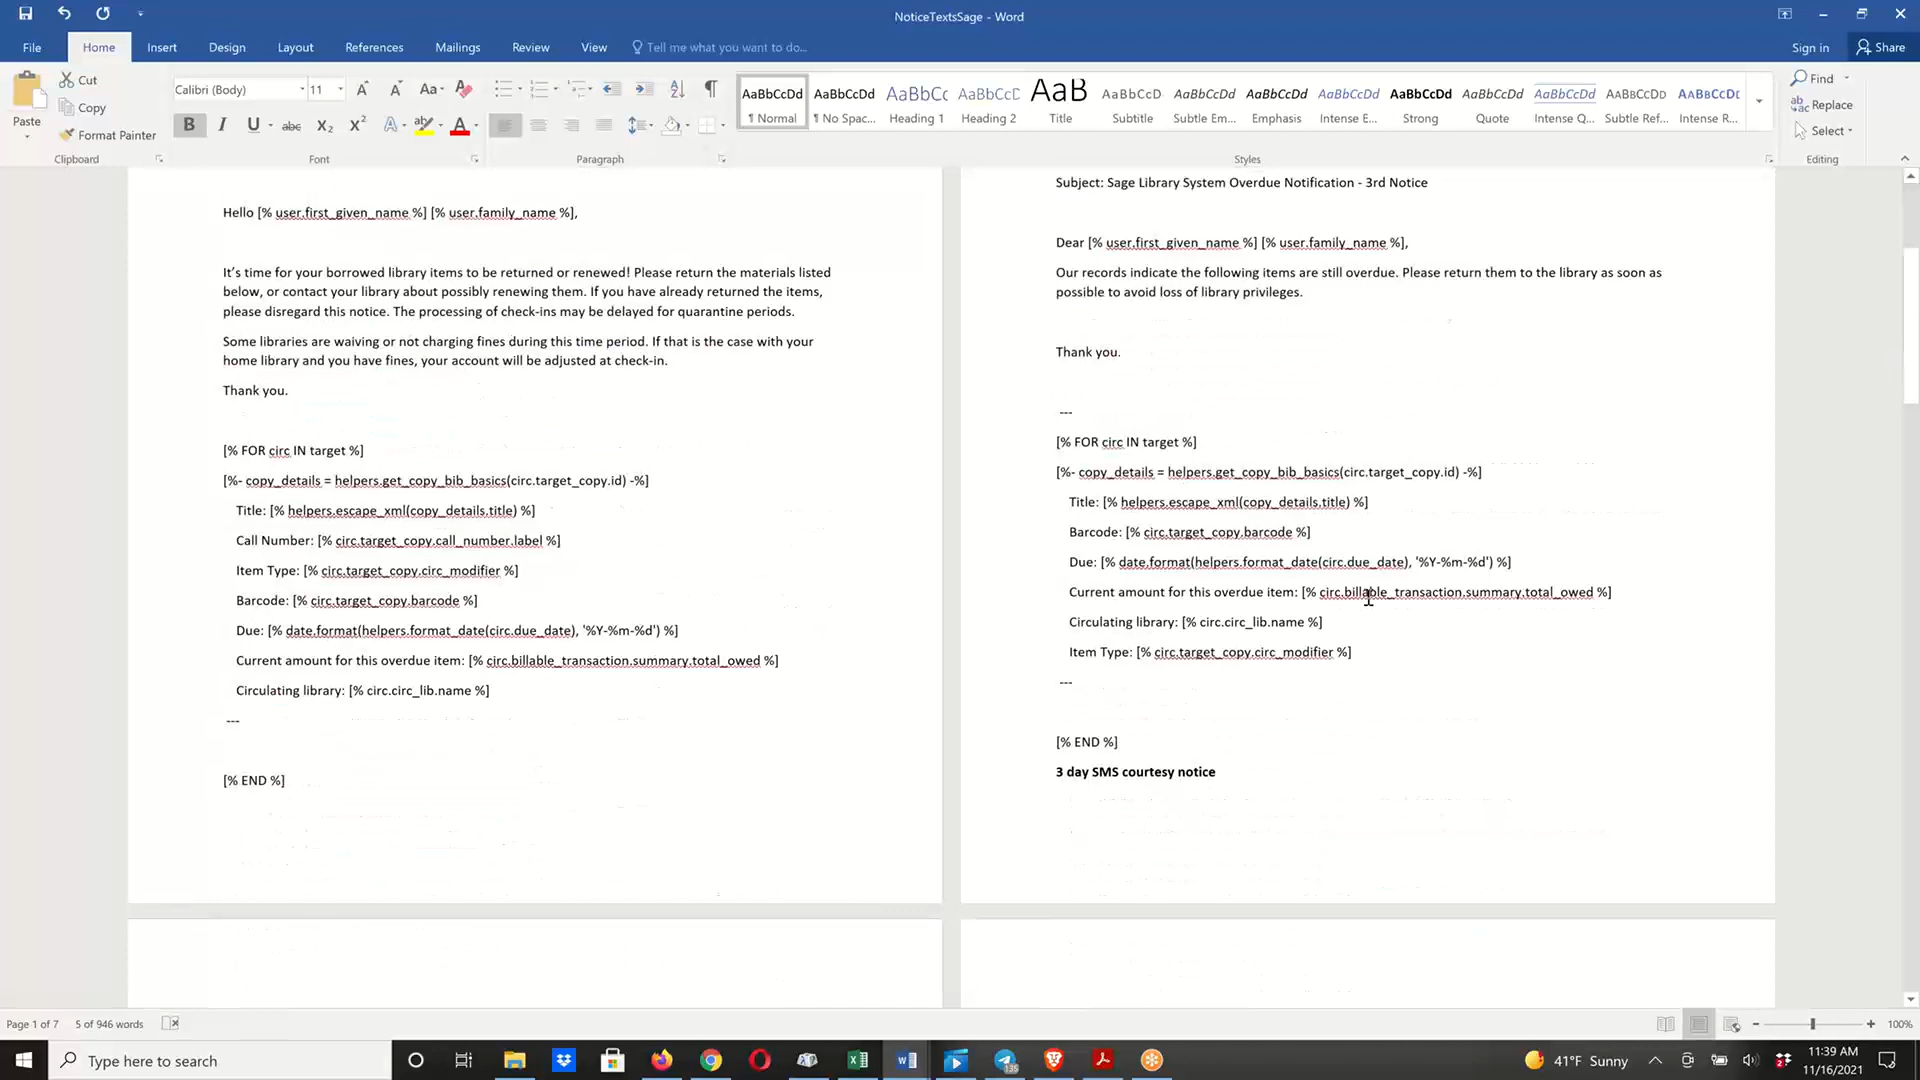 NoticeTextsSage - Word
File
Home
Insert
Design
Layout
References
Mailings
Review
View
Tell me what you want to do...
Sign in
Share
Paste
Cut
Copy
Format Painter
Clipboard
Calibri (Body)
11
Aa
B I U abc X₂ X² A A
Font
Paragraph
AaBbCcDd
¶ Normal
AaBbCcDd
¶ No Spac...
AaBbCc
Heading 1
AaBbCcD
Heading 2
AaB
Title
AaBbCcD
Subtitle
AaBbCcDd
Subtle Em...
AaBbCcDd
Emphasis
AaBbCcDd
Intense E...
AaBbCcDd
Strong
AaBbCcDd
Quote
AaBbCcDd
Intense Q...
AaBbCcDd
Subtle Ref...
AaBbCcDd
Intense R...
Styles
Find
Replace
Select
Editing
Hello [% user.first_given_name %] [% user.family_name %],
It’s time for your borrowed library items to be returned or renewed! Please return the materials listed
below, or contact your library about possibly renewing them. If you have already returned the items,
please disregard this notice. The processing of check-ins may be delayed for quarantine periods.
Some libraries are waiving or not charging fines during this time period. If that is the case with your
home library and you have fines, your account will be adjusted at check-in.
Thank you.
[% FOR circ IN target %]
[%- copy_details = helpers.get_copy_bib_basics(circ.target_copy.id) -%]
Title: [% helpers.escape_xml(copy_details.title) %]
Call Number: [% circ.target_copy.call_number.label %]
Item Type: [% circ.target_copy.circ_modifier %]
Barcode: [% circ.target_copy.barcode %]
Due: [% date.format(helpers.format_date(circ.due_date), '%Y-%m-%d') %]
Current amount for this overdue item: [% circ.billable_transaction.summary.total_owed %]
Circulating library: [% circ.circ_lib.name %]
---
[% END %]
Subject: Sage Library System Overdue Notification - 3rd Notice
Dear [% user.first_given_name %] [% user.family_name %],
Our records indicate the following items are still overdue. Please return them to the library as soon as
possible to avoid loss of library privileges.
Thank you.
---
[% FOR circ IN target %]
[%- copy_details = helpers.get_copy_bib_basics(circ.target_copy.id) -%]
Title: [% helpers.escape_xml(copy_details.title) %]
Barcode: [% circ.target_copy.barcode %]
Due: [% date.format(helpers.format_date(circ.due_date), '%Y-%m-%d') %]
Current amount for this overdue item: [% circ.billable_transaction.summary.total_owed %]
Circulating library: [% circ.circ_lib.name %]
Item Type: [% circ.target_copy.circ_modifier %]
---
[% END %]
3 day SMS courtesy notice
Page 1 of 7
5 of 946 words
100%
Type here to search
135
41°F Sunny
11:39 AM
11/16/2021